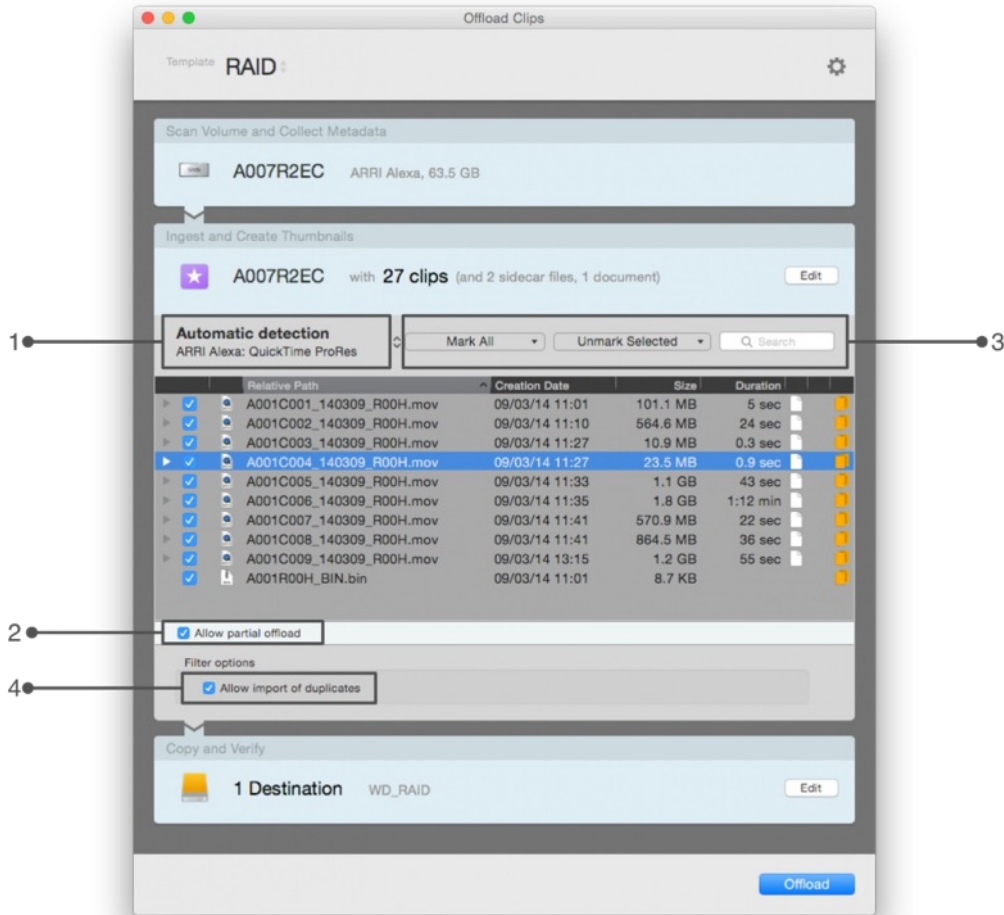 Offload Clips
Template RAID
Scan Volume and Collect Metadata
A007R2EC ARRI Alexa, 63.5 GB
Ingest and Create Thumbnails
A007R2EC with 27 clips (and 2 sidecar files, 1 document) Edit
1 Automatic detection Mark All Unmark Selected Search 3
ARRI Alexa: QuickTime ProRes
Relative Path Creation Date Size Duration
A001C001_140309_R00H.mov 09/03/14 11:01 101.1 MB 5 sec
A001C002_140309_R00H.mov 09/03/14 11:10 564.6 MB 24 sec
A001C003_140309_R00H.mov 09/03/14 11:27 10.9 MB 0.3 sec
A001C004_140309_R00H.mov 09/03/14 11:27 23.5 MB 0.9 sec
A001C005_140309_R00H.mov 09/03/14 11:33 1.1 GB 43 sec
A001C006_140309_R00H.mov 09/03/14 11:35 1.8 GB 1:12 min
A001C007_140309_R00H.mov 09/03/14 11:41 570.9 MB 22 sec
A001C008_140309_R00H.mov 09/03/14 11:41 864.5 MB 36 sec
A001C009_140309_R00H.mov 09/03/14 13:15 1.2 GB 55 sec
A001R00H_BIN.bin 09/03/14 11:01 8.7 KB
2 Allow partial offload
Filter options
4 Allow import of duplicates
Copy and Verify
1 Destination WD_RAID Edit
Offload